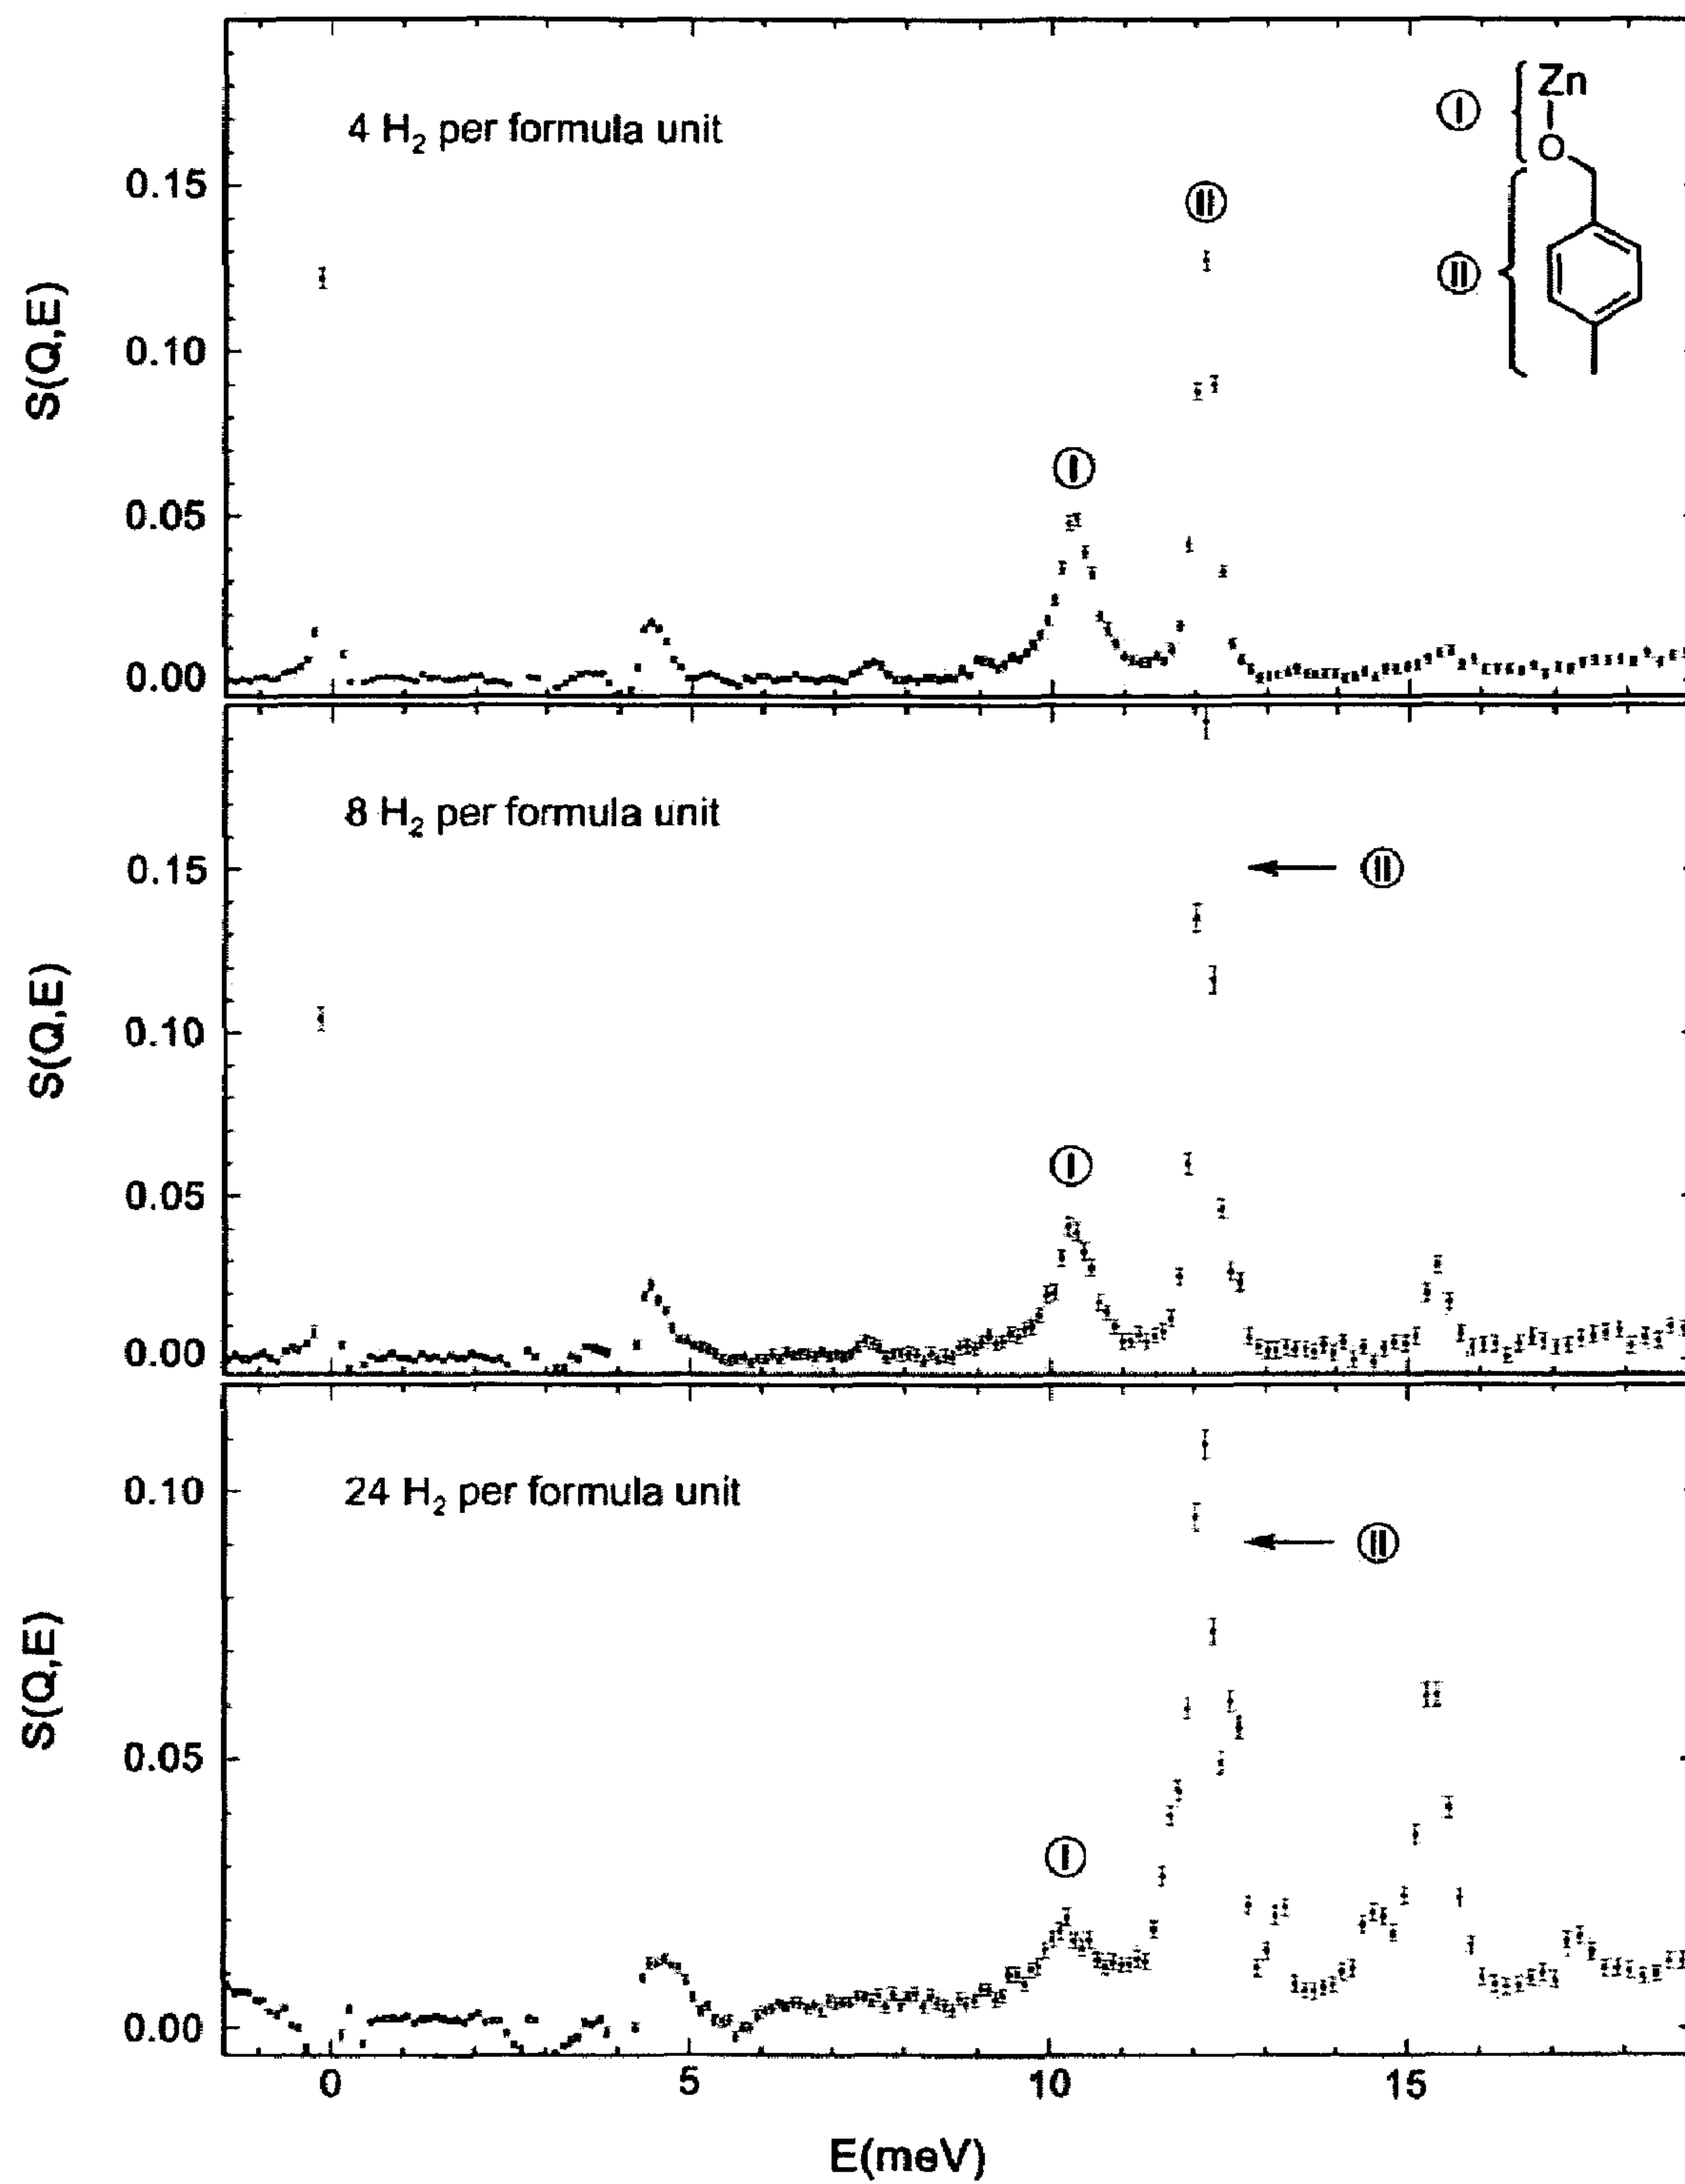 4 H₂ per formula unit
Ⓘ
Zn
O
Ⓘ
Ⓘ Ⓘ
S(Q,E)
0.15
0.10
0.05
0.00
Ⅱ
Ⅱ
8 H₂ per formula unit
S(Q,E)
0.15
0.10
0.05
0.00
Ⅱ
I
24 H₂ per formula unit
S(Q,E)
0.10
0.05
0.00
Ⅱ
I
0
5
10
15
E(meV)